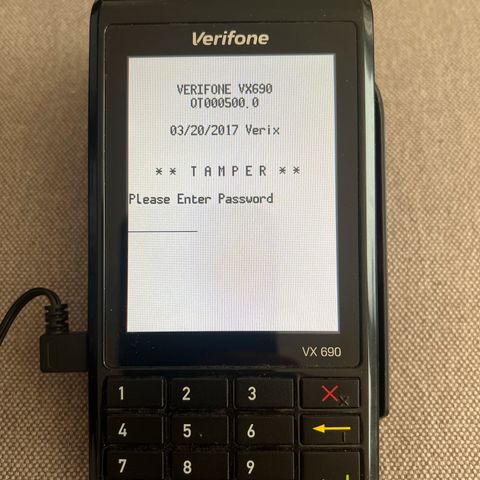 Verifone
VERIFONE VX690
QT000500.0
03/20/2017 Verix
** TAMPER **
Please Enter Password
VX 690
1 2 3 X
4 5 6
7 8 9